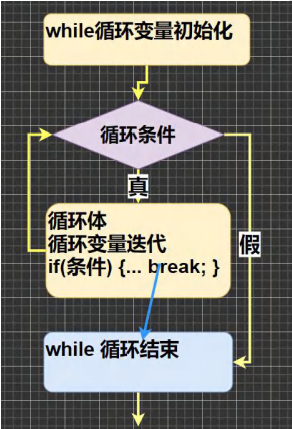 while循环变量初始化
循环条件
真
循环体
循环变量迭代
if(条件) {... break; }
假
while 循环结束